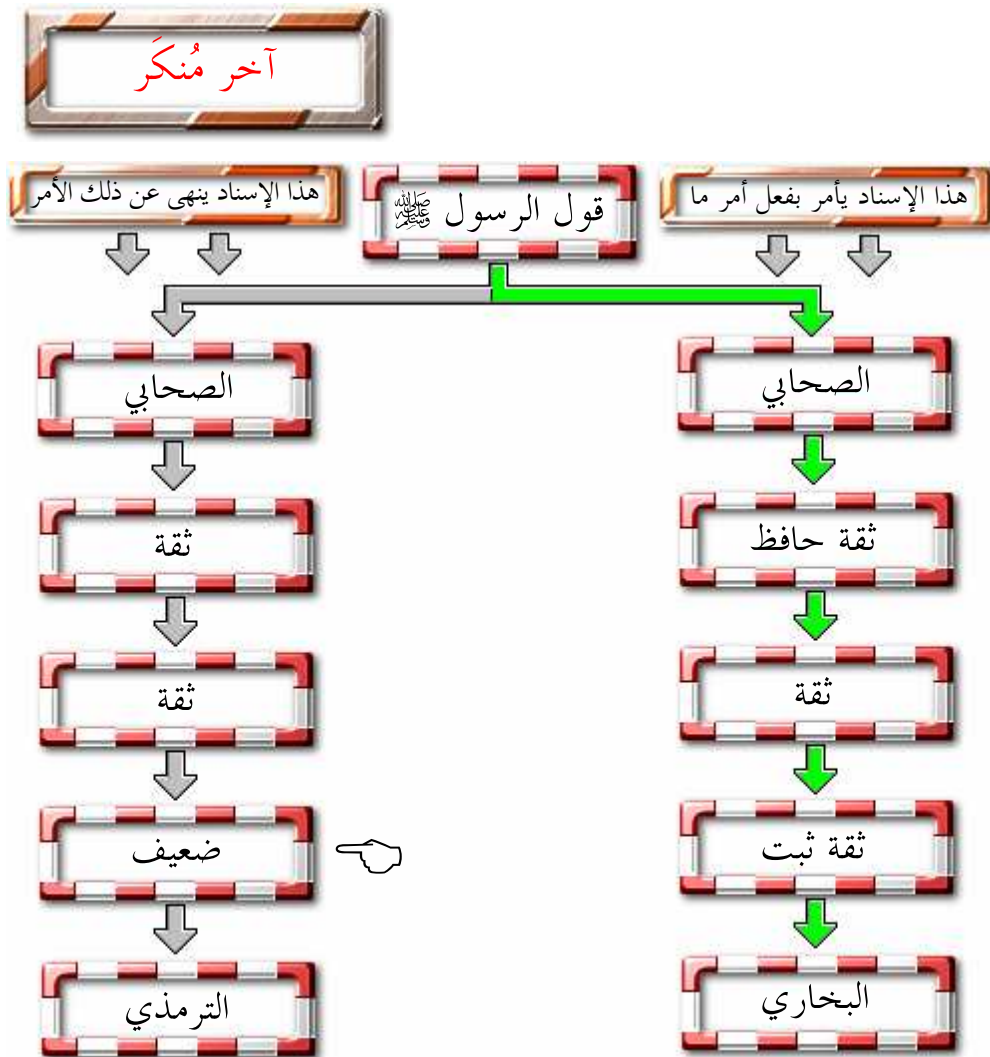 آخر مُنكَر
هذا الإسناد يأمر بفعل أمر ما
قول الرسول ﷺ
هذا الإسناد ينهى عن ذلك الأمر
الصحابي
الصحابي
ثقة حافظ
ثقة
ثقة
ثقة
ثقة ثبت
ضعيف
البخاري
الترمذي